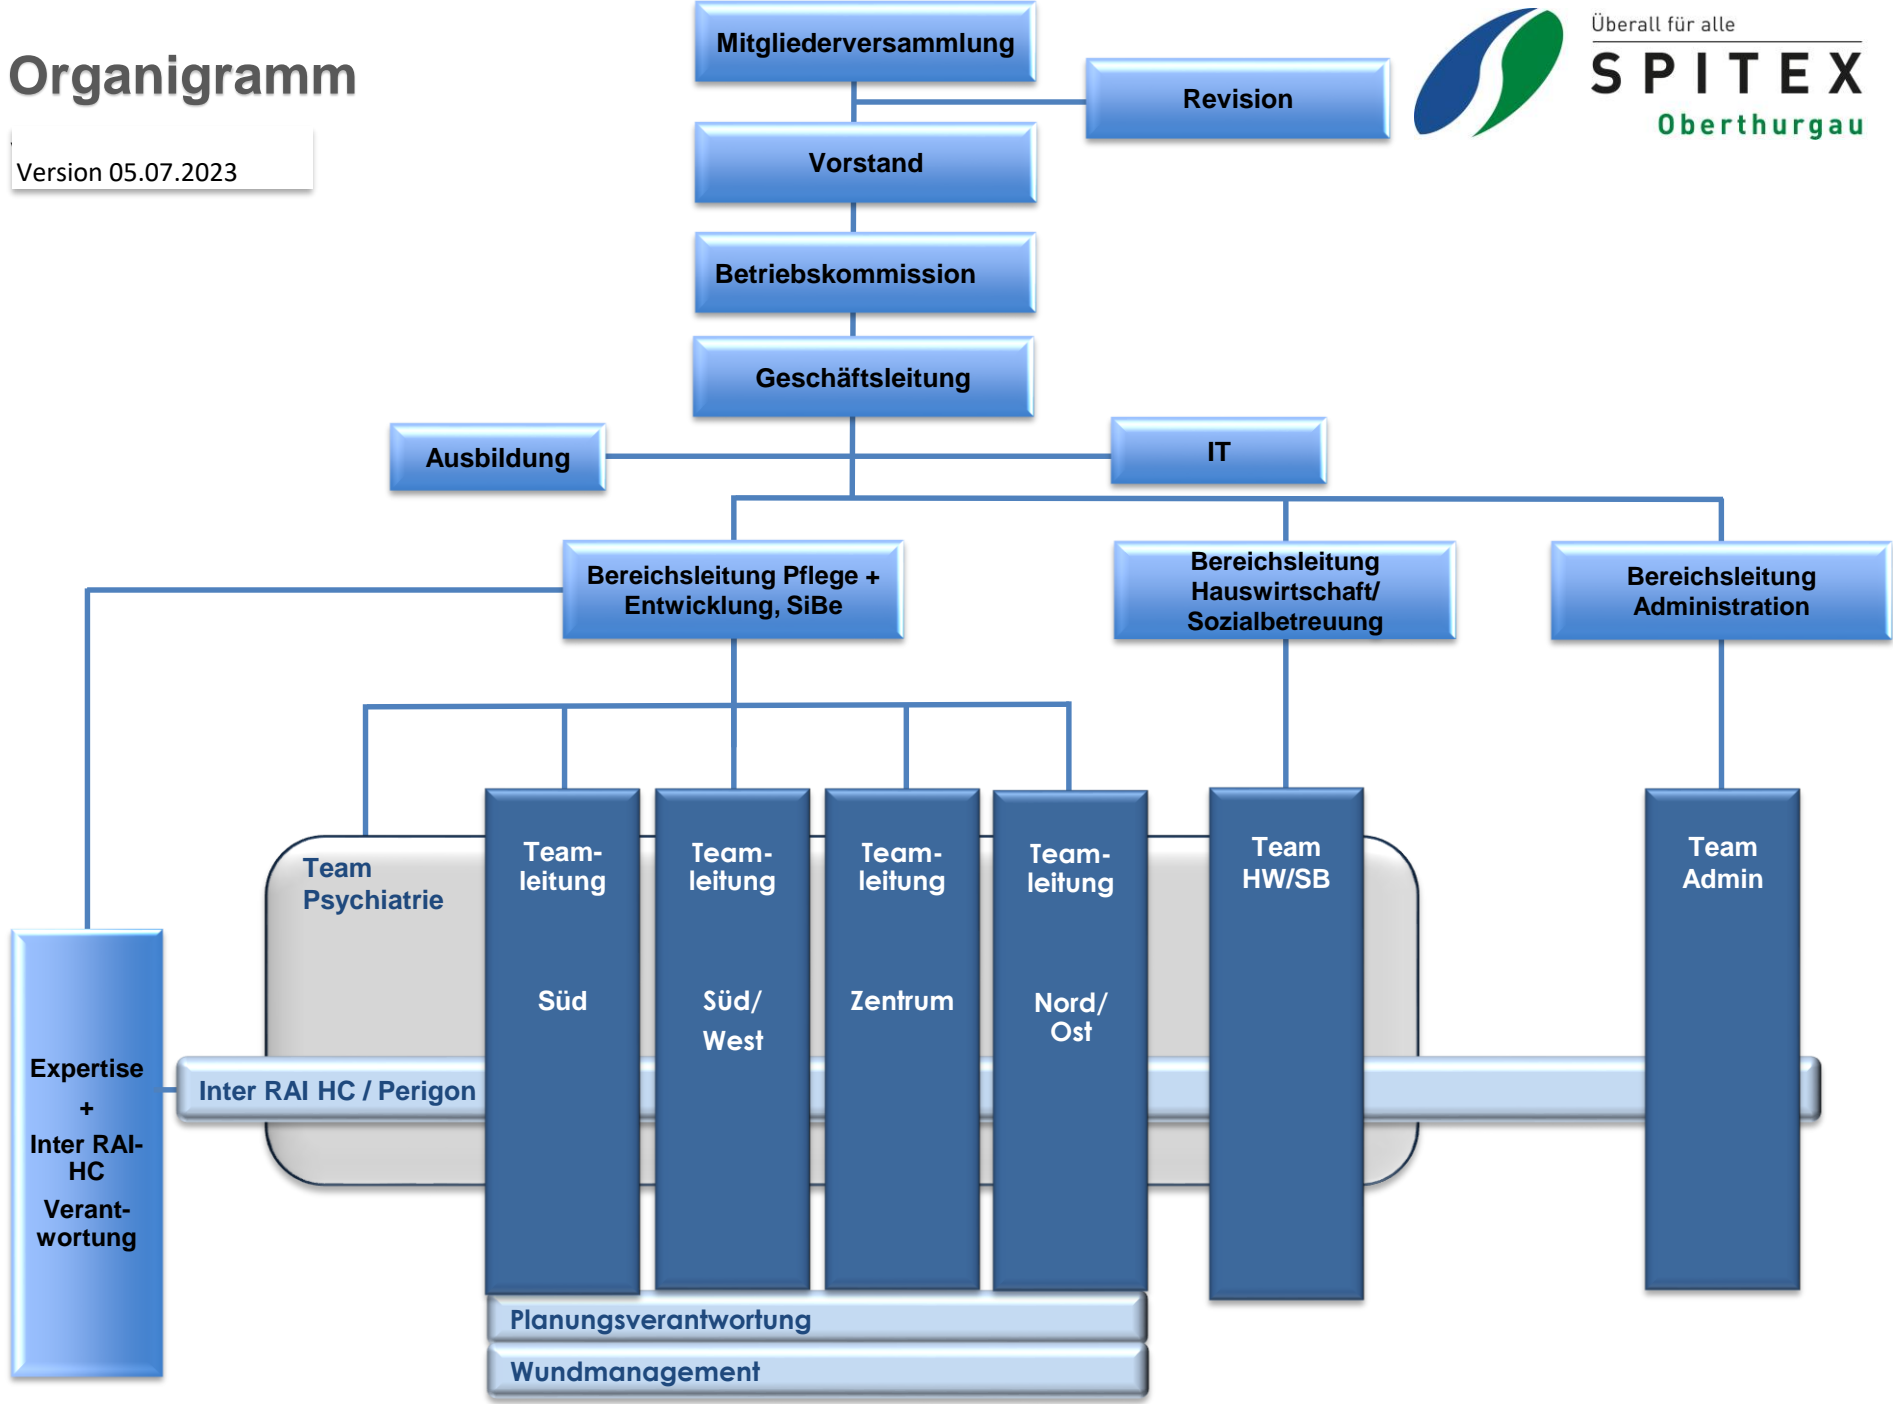 Organigramm
Version 05.07.2023
Mitgliederversammlung
Revision
Überall für alle
SPITEX
Oberthurgau
Vorstand
Betriebskommission
Geschäftsleitung
Ausbildung
IT
Bereichsleitung Pflege +
Entwicklung, SiBe
Bereichsleitung
Hauswirtschaft/
Sozialbetreuung
Bereichsleitung
Administration
Team
Psychiatrie
Team-
leitung
Süd
Team-
leitung
Süd/
West
Team-
leitung
Zentrum
Team-
leitung
Nord/
Ost
Team
HW/SB
Team
Admin
Expertise
+
Inter RAI-
HC
Verant-
wortung
Inter RAI HC / Perigon
Planungsverantwortung
Wundmanagement